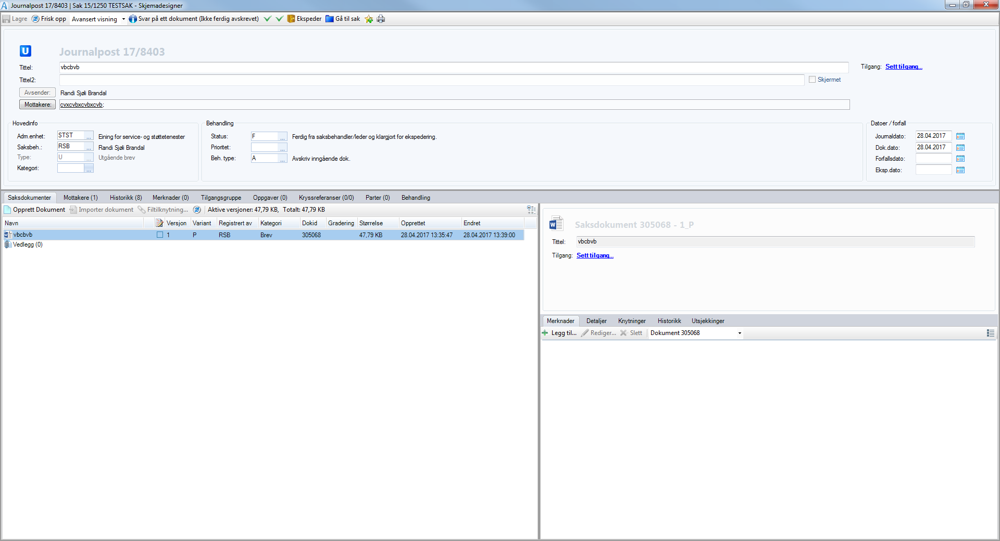 Journalpost 17/8403 | Sak 15/1250 TESTSAK - Skjemadesigner
Lagre Frisk opp Avansert visning Svar på ett dokument (Ikke ferdig avskrevet) Ekspeder Gå til sak
U Journalpost 17/8403
Tittel: vbcbvb Tilgang: Sett tilgang...
Tittel2: Skjermet
Avsender: Randi Sjøli Brandal
Mottakere: cvxcvbxcvbxcvb;
Hovedinfo Behandling Datoer / forfall
Adm.enhet: STST ... Eining for service- og støttetenester Status: F ... Ferdig fra saksbehandler/leder og klargjort for ekspedering. Journaldato: 28.04.2017
Saksbeh.: RSB ... Randi Sjøli Brandal Prioritet: ... Dok.dato: 28.04.2017
Type: U ... Utgående brev Beh. type: A ... Avskriv inngående dok. Forfallsdato:
Kategori: ... Eksp.dato:
Saksdokumenter Mottakere (1) Historikk (8) Merknader (0) Tilgangsgruppe Oppgaver (0) Kryssreferanser (0/0) Parter (0) Behandling
Opprett Dokument Importer dokument Filtilknytning... Aktive versjoner: 47,79 KB, Totalt: 47,79 KB
Navn Versjon Variant Registrert av Kategori Dokid Gradering Størrelse Opprettet Endret
vbcbvb 1 P RSB Brev 305068 47,79 KB 28.04.2017 13:35:47 28.04.2017 13:39:00
Vedlegg (0)
Saksdokument 305068 - 1_P
Tittel: vbcbvb
Tilgang: Sett tilgang...
Merknader Detaljer Knytninger Historikk Utsjekkinger
Legg til... Rediger... Slett Dokument 305068